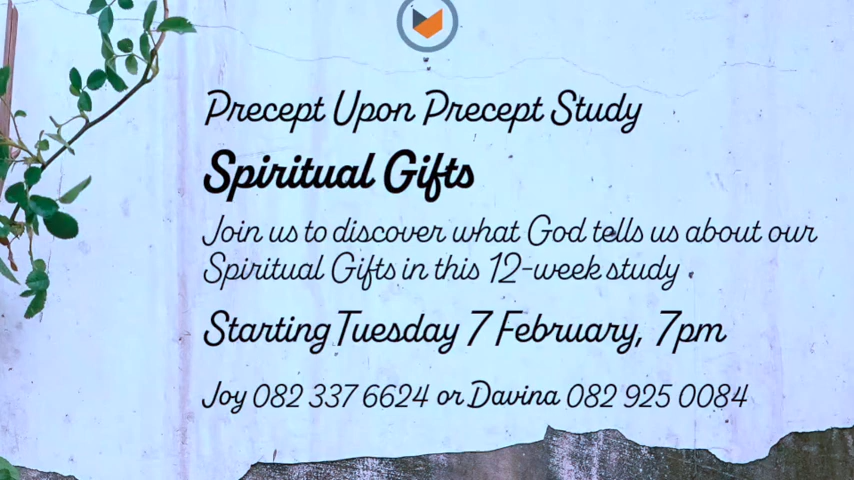 Precept Upon Precept Study
Spiritual Gifts
Join us to discover what God tells us about our
Spiritual Gifts in this 12-week study
Starting Tuesday 7 February, 7pm
Joy 082 337 6624 or Davina 082 925 0084